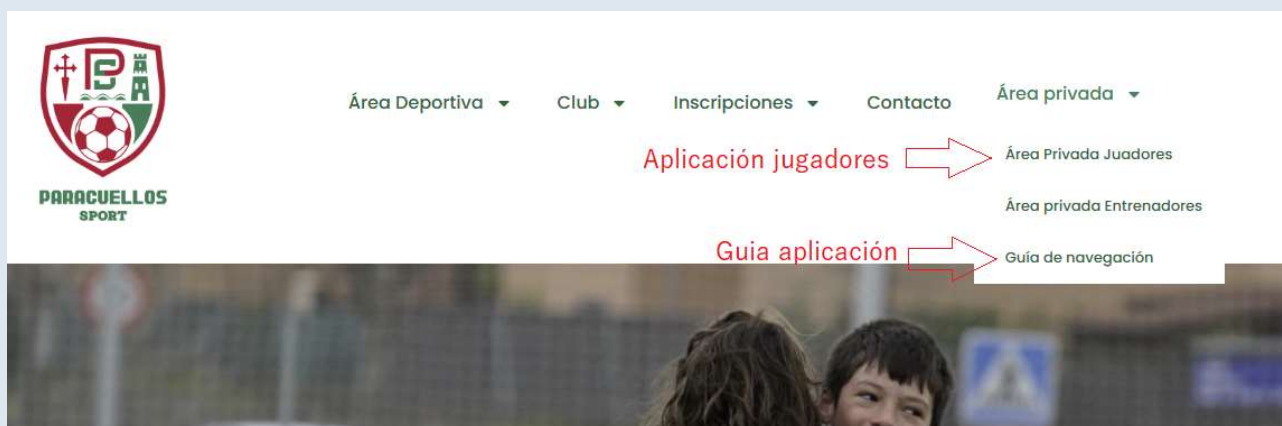 PS
PARACUELLOS
SPORT
Área Deportiva
Club
Inscripciones
Contacto
Área privada
Aplicación jugadores
Área Privada Juadores
Área privada Entrenadores
Guia aplicación
Guía de navegación